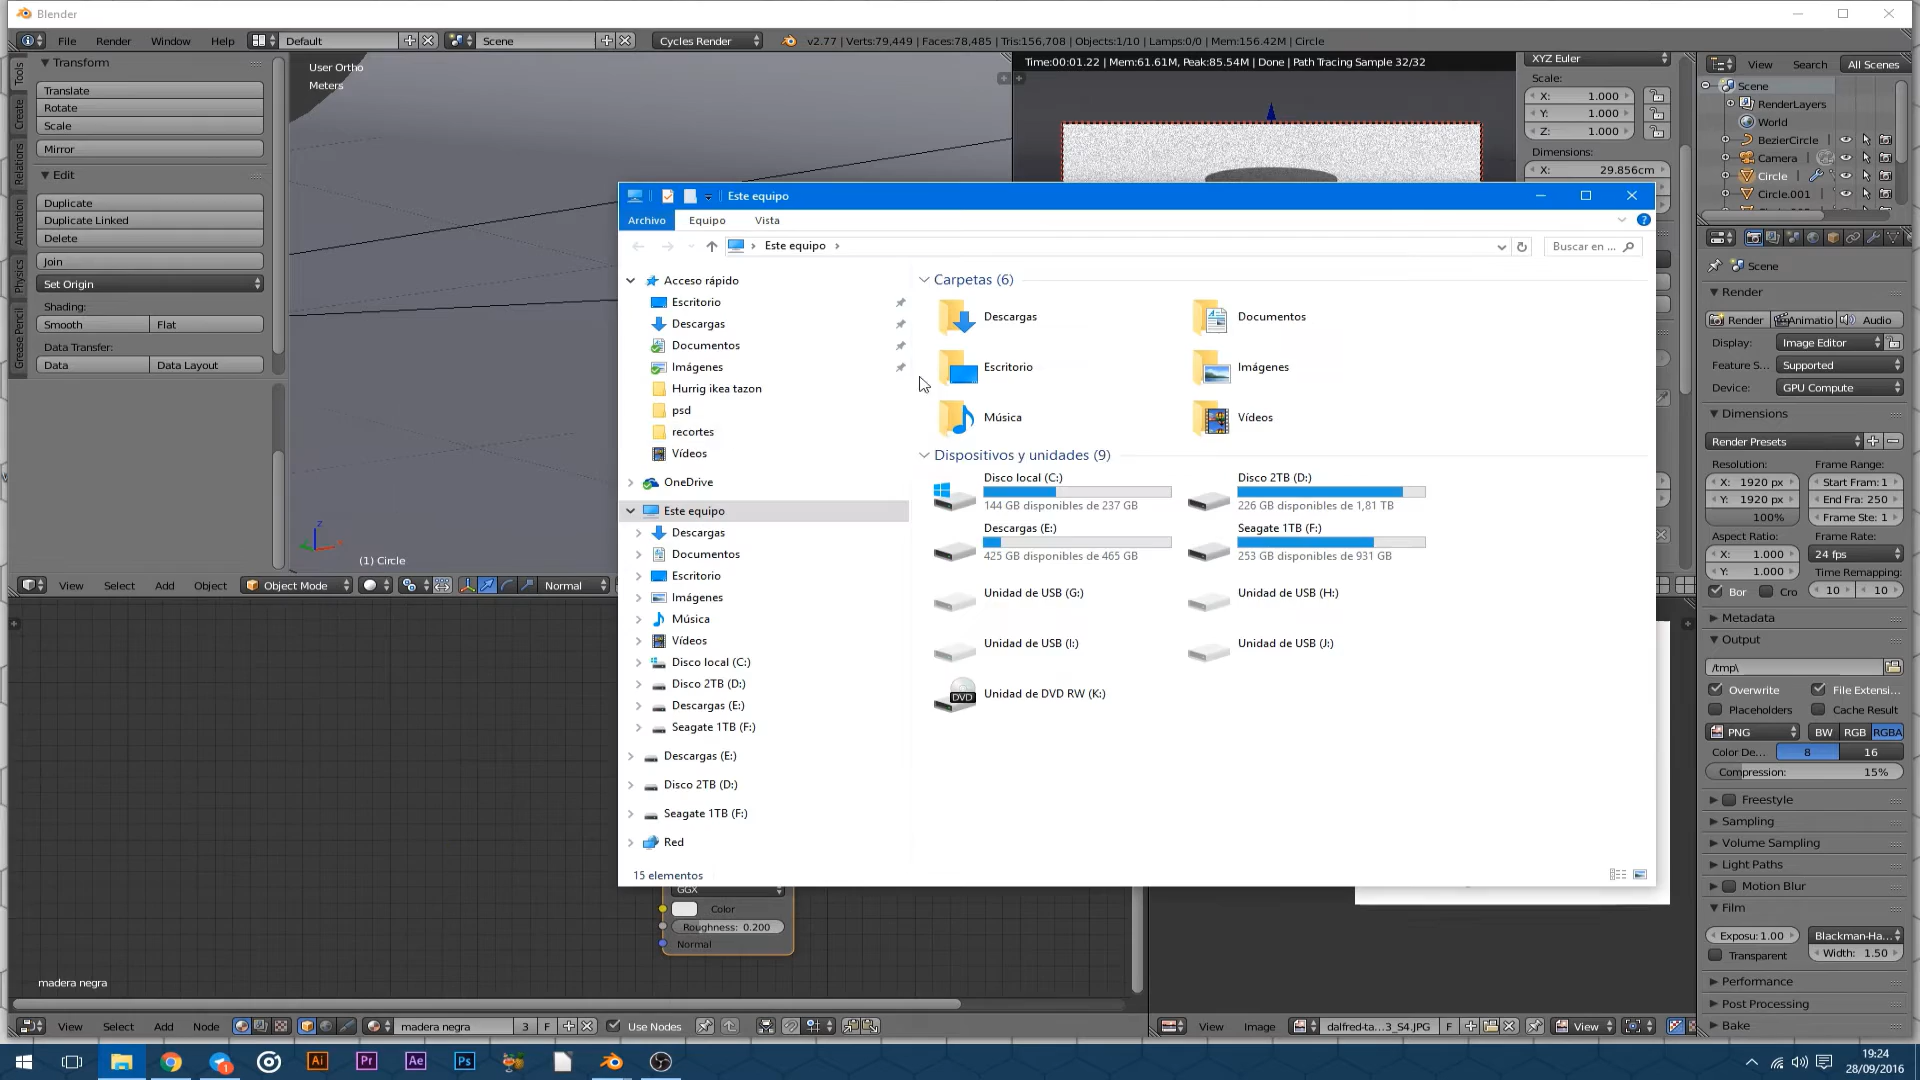 Blender
File Render Window Help Default Scene Cycles Render v2.77 | Verts:79,449 | Faces:78,485 | Tris:156,708 | Objects:1/10 | Lamps:0/0 | Mem:156.42M | Circle
Tools
Create
Relations
Animation
Physics
Grease Pencil
Transform
Translate
Rotate
Scale
Mirror
Edit
Duplicate
Duplicate Linked
Delete
Join
Set Origin
Shading:
Smooth Flat
Data Transfer:
Data Data Layout
User Ortho
Meters
z
(1) Circle
View Select Add Object Object Mode Normal
Time:00:01.22 | Mem:61.61M, Peak:85.54M | Done | Path Tracing Sample 32/32
XYZ Euler
Scale:
X: 1.000
Y: 1.000
Z: 1.000
Dimensions:
X: 29.856cm
View Search All Scenes
Scene
RenderLayers
World
BezierCircle
Camera
Circle
Circle.001
Scene
Render
Render Animatio Audio
Display: Image Editor
Feature S... Supported
Device: GPU Compute
Dimensions
Render Presets
Resolution: Frame Range:
X: 1920 px Start Fram: 1
Y: 1920 px End Fra: 250
100% Frame Ste: 1
Aspect Ratio: Frame Rate:
X: 1.000 24 fps
Y: 1.000 Time Remapping:
Bor Cro 10 10
Metadata
Output
/tmp\
Overwrite File Extensi...
Placeholders Cache Result
PNG BW RGB RGBA
Color De... 8 16
Compression: 15%
Freestyle
Sampling
Volume Sampling
Light Paths
Motion Blur
Film
Exposu: 1.00 Blackman-Ha...
Transparent Width: 1.50
Performance
Post Processing
Bake
Este equipo
Archivo Equipo Vista
Este equipo Buscar en ...
Acceso rápido
Escritorio
Descargas
Documentos
Imágenes
Hurrig ikea tazon
psd
recortes
Vídeos
OneDrive
Este equipo
Descargas
Documentos
Escritorio
Imágenes
Música
Vídeos
Disco local (C:)
Disco 2TB (D:)
Descargas (E:)
Seagate 1TB (F:)
Descargas (E:)
Disco 2TB (D:)
Seagate 1TB (F:)
Red
15 elementos
Carpetas (6)
Descargas Documentos
Escritorio Imágenes
Música Vídeos
Dispositivos y unidades (9)
Disco local (C:) Disco 2TB (D:)
144 GB disponibles de 237 GB 226 GB disponibles de 1,81 TB
Descargas (E:) Seagate 1TB (F:)
425 GB disponibles de 465 GB 253 GB disponibles de 931 GB
Unidad de USB (G:) Unidad de USB (H:)
Unidad de USB (I:) Unidad de USB (J:)
DVD
Unidad de DVD RW (K:)
GGX
Color
Roughness: 0.200
Normal
madera negra
View Select Add Node madera negra 3 F Use Nodes View Image dalfred-ta...3_S4.JPG F View
1 Ai Pr Ae Ps
19:24
28/09/2016